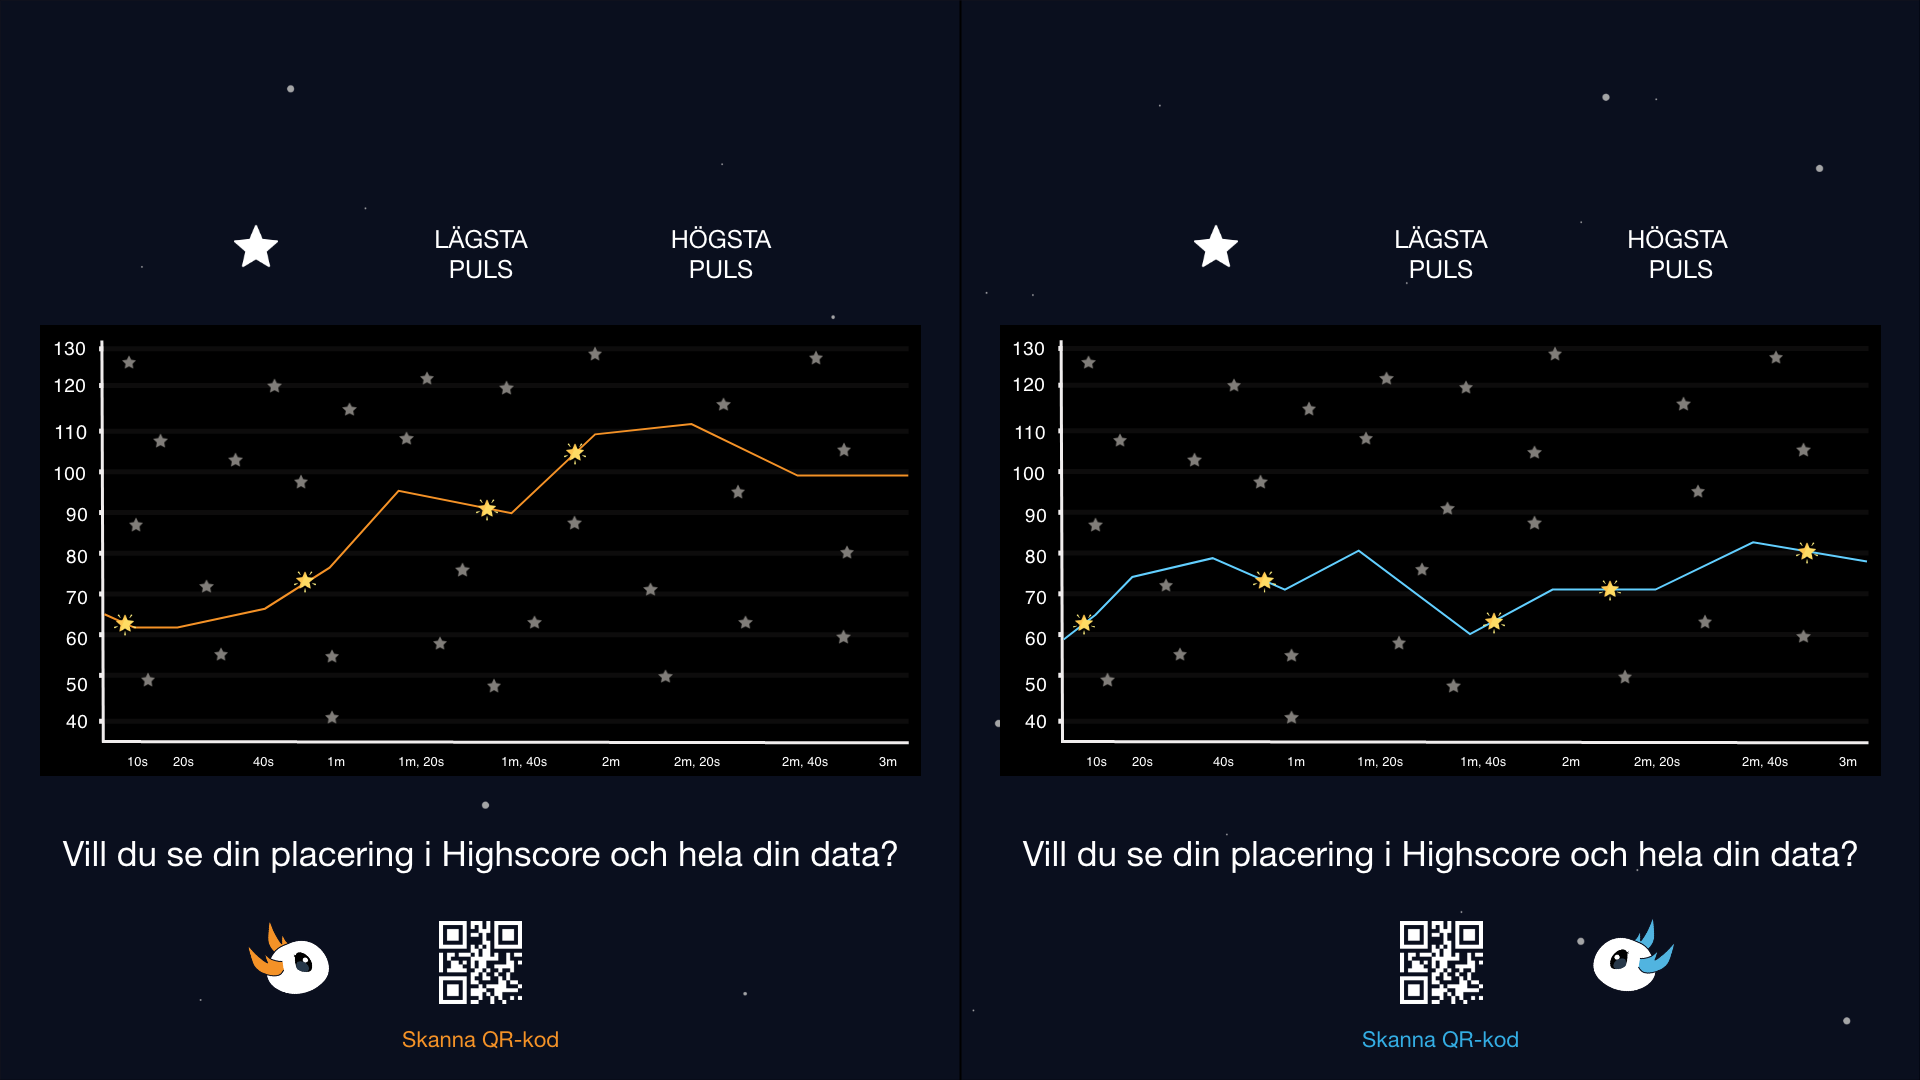 LÄGSTA
PULS
HÖGSTA
PULS
130
120
110
100
90
80
70
60
50
40
10s 20s 40s 1m 1m, 20s 1m, 40s 2m 2m, 20s 2m, 40s 3m
Vill du se din placering i Highscore och hela din data?
Skanna QR-kod
LÄGSTA
PULS
HÖGSTA
PULS
130
120
110
100
90
80
70
60
50
40
10s 20s 40s 1m 1m, 20s 1m, 40s 2m 2m, 20s 2m, 40s 3m
Vill du se din placering i Highscore och hela din data?
Skanna QR-kod